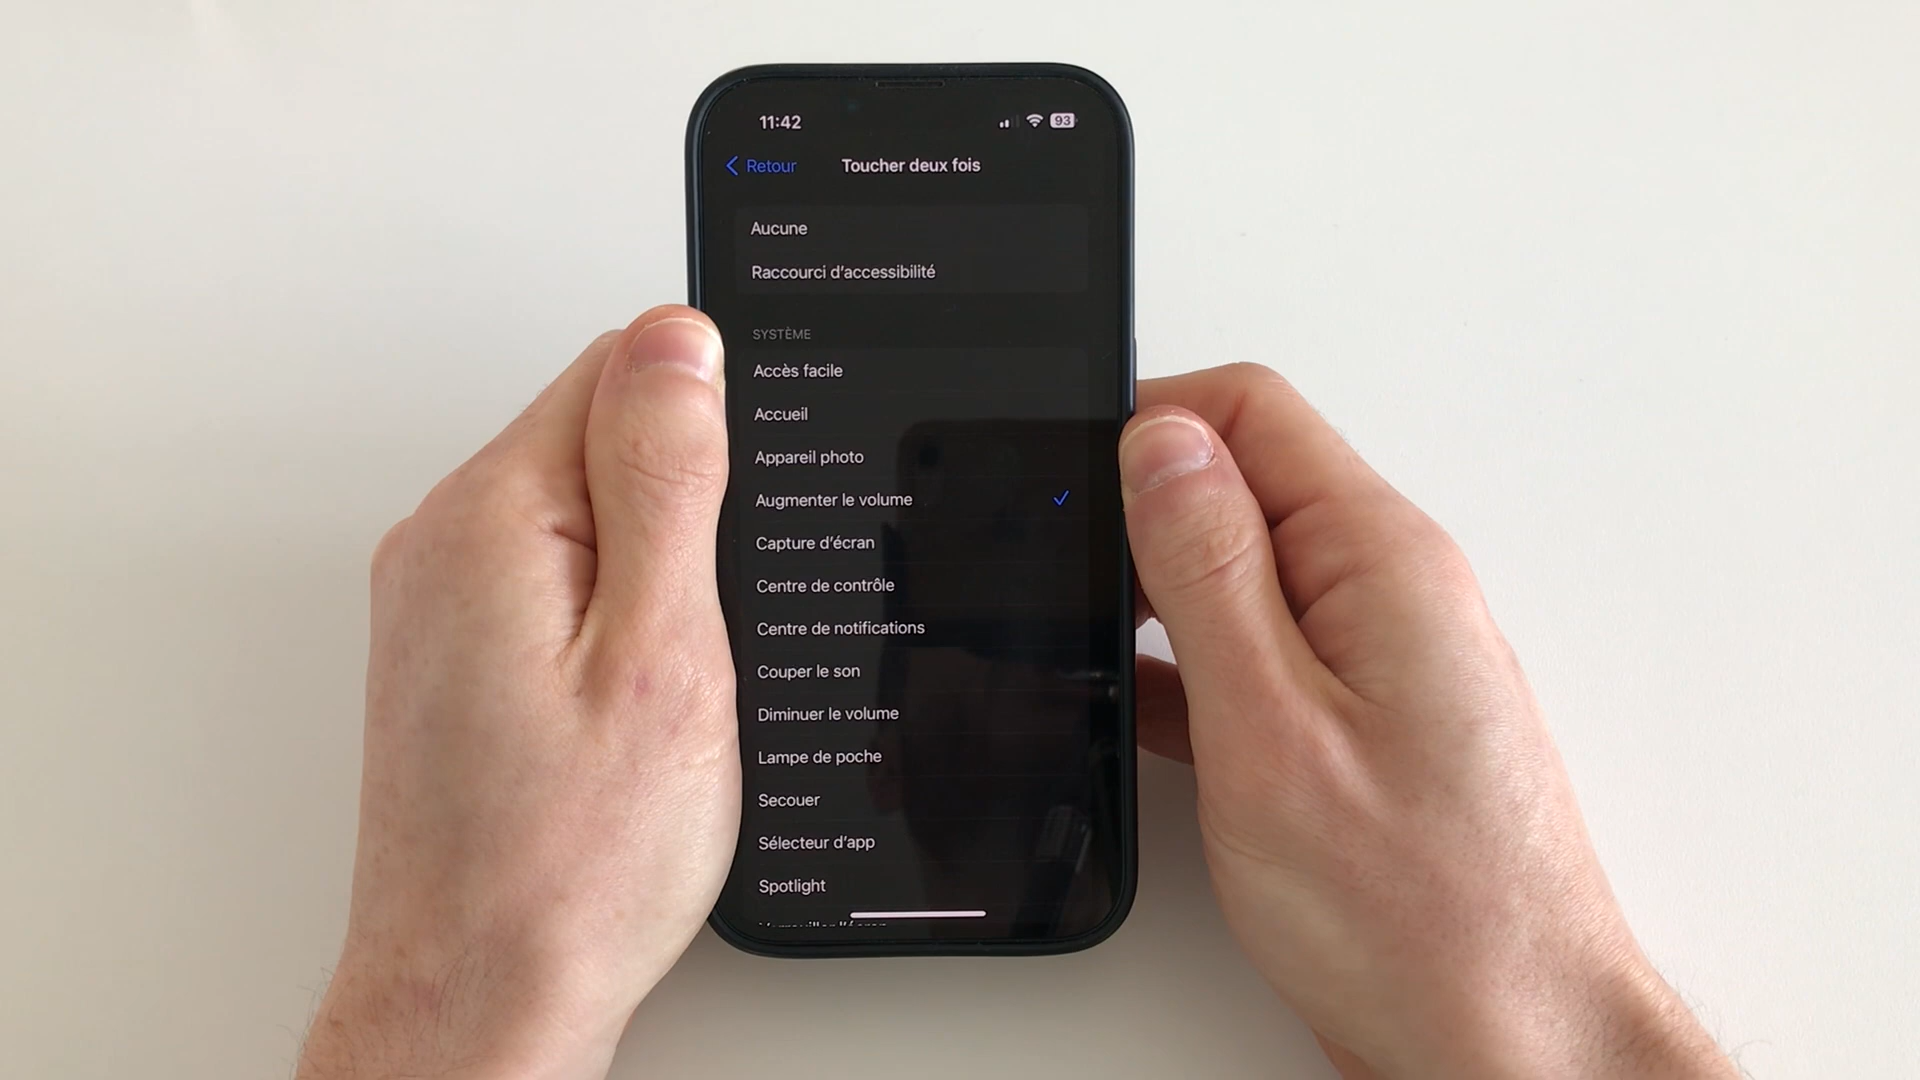 11:42
93
Retour
Toucher deux fois
Aucune
Raccourci d'accessibilité
SYSTÈME
Accès facile
Accueil
Appareil photo
Augmenter le volume
Capture d'écran
Centre de contrôle
Centre de notifications
Couper le son
Diminuer le volume
Lampe de poche
Secouer
Sélecteur d'app
Spotlight